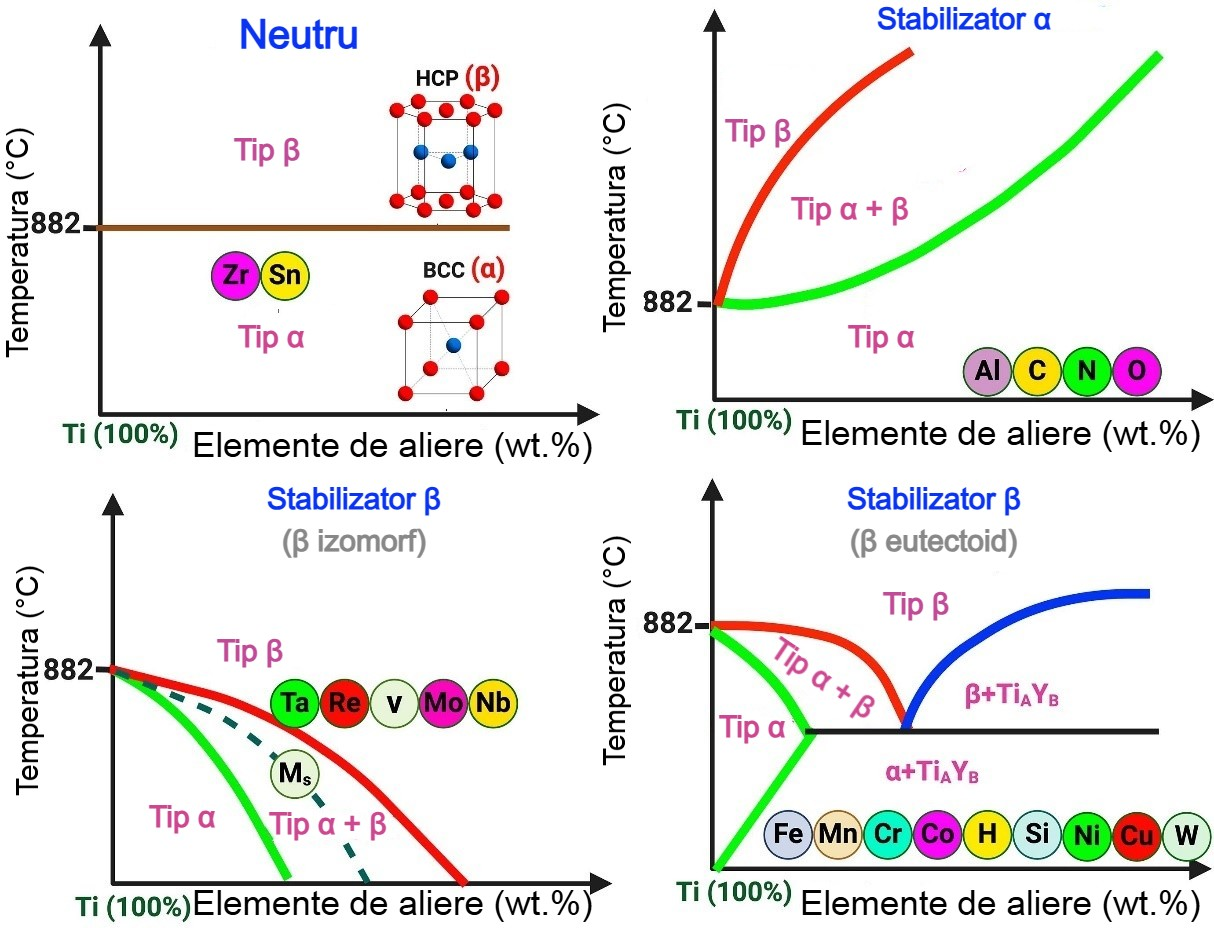 Neutru
HCP (β)
Tip β
Temperatura (°C)
882
Zr Sn
BCC (α)
Tip α
Ti (100%)
Elemente de aliere (wt.%)
Stabilizator α
Tip β
Temperatura (°C)
Tip α + β
882
Tip α
Al C N O
Ti (100%)
Elemente de aliere (wt.%)
Stabilizator β
(β izomorf)
Temperatura (°C)
Tip β
882
Ta Re v Mo Nb
Ms
Tip α
Tip α + β
Ti (100%)
Elemente de aliere (wt.%)
Stabilizator β
(β eutectoid)
Temperatura (°C)
Tip β
882
Tip α + β
β+TiAYB
Tip α
α+TiAYB
Fe Mn Cr Co H Si Ni Cu W
Ti (100%)
Elemente de aliere (wt.%)